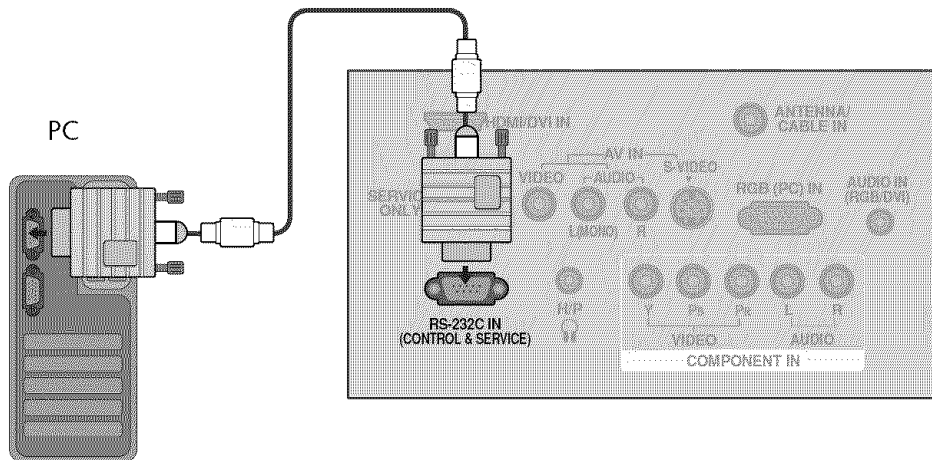 PC
HDMI/DVI IN
ANTENNA/
CABLE IN
AV IN
VIDEO
AUDIO
S-VIDEO
RGB (PC) IN
AUDIO IN
(RGB/DVI)
SERVICE
ONLY
L(MONO)
R
H/P
Y
PB
PR
L
R
RS-232C IN
(CONTROL & SERVICE)
VIDEO
AUDIO
COMPONENT IN